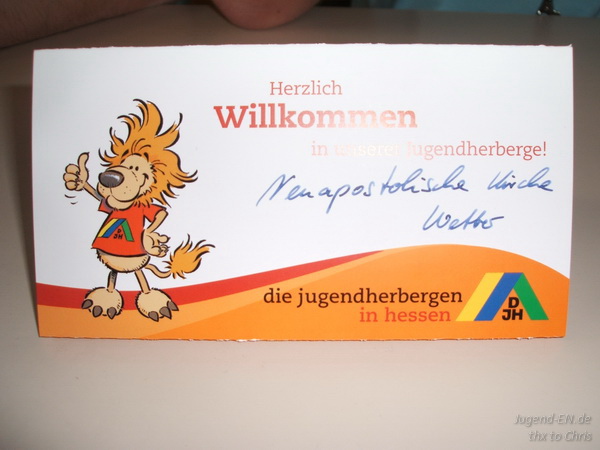 Herzlich
Willkommen
in unserer Jugendherberge!
Neuapostolische Kirche
Wetter
DJH
die jugendherbergen
in hessen
D
JH
Jugend-EN.de
thx to Chris